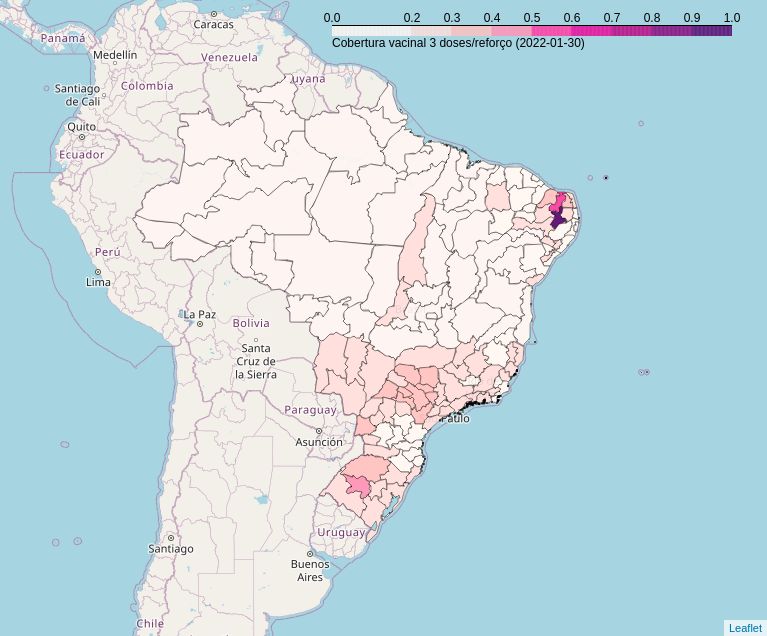 0.0 0.2 0.3 0.4 0.5 0.6 0.7 0.8 0.9 1.0
Cobertura vacinal 3 doses/reforço (2022-01-30)
Caracas
Panamá
Medellín
Venezuela
uyana
Santiago
de Cali
Colombia
Quito
Ecuador
Perú
Lima
La Paz
Bolivia
Santa
Cruz de
la Sierra
Paraguay
Paulo
Asunción
Uruguay
Santiago
Buenos
Aires
Chile
Leaflet